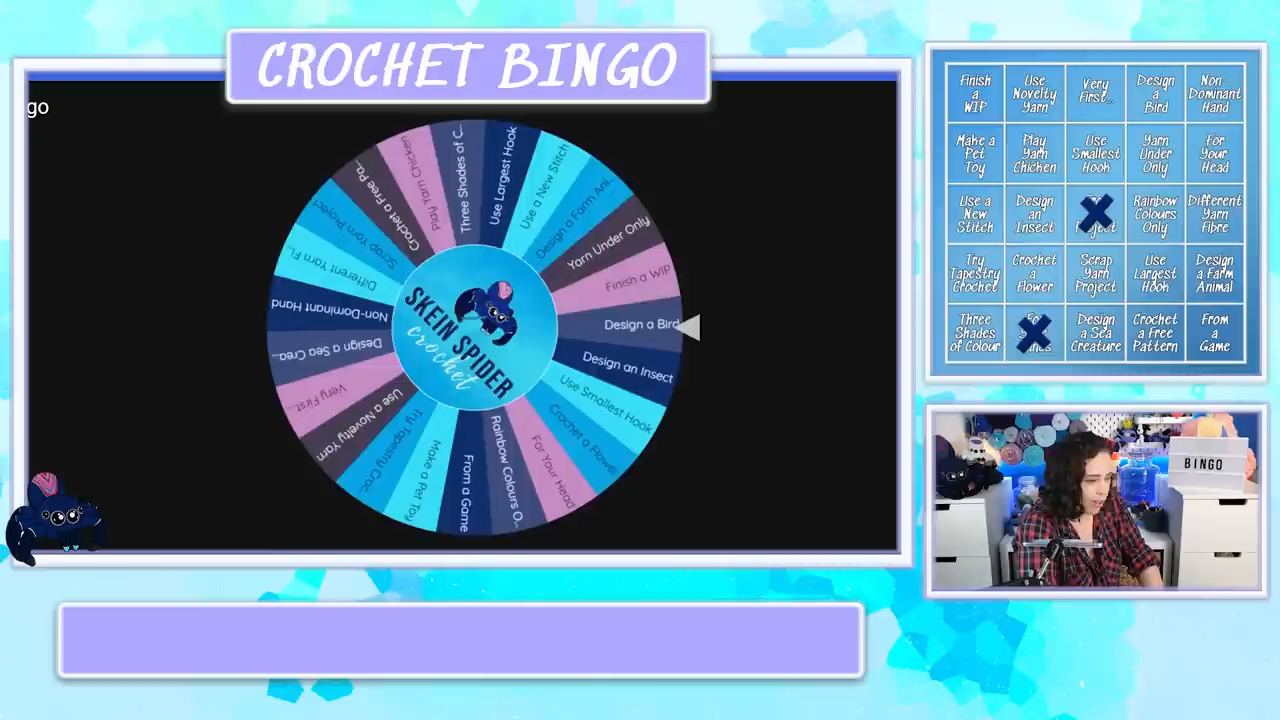 CROCHET BINGO
go
Three Shades of C...
Use Largest Hook
Use a New Stitch
Design a Farm Ani...
Yarn Under Only
Finish a WIP
Design a Bird
Design an Insect
Use Smallest Hook
Crochet a Flower
For Your Head
Rainbow Colours O...
From a Game
Make a Pet Toy
Try Tapestry Croc...
Use a Novelty Yarn
Very First...
Design a Sea Crea...
Non-Dominant Hand
Different Yarn Fi...
Scrap Yarn Project
Crochet a Free Pa...
Play Yarn Chicken
SKEIN SPIDER
crochet
Finish
a
WIP
Use
Novelty
Yarn
Very
First...
Design
a
Bird
Non-
Dominant
Hand
Make a
Pet
Toy
Play
Yarn
Chicken
Use
Smallest
Hook
Yarn
Under
Only
For
Your
Head
Use a
New
Stitch
Design
an
Insect
Rainbow
Colours
Only
Different
Yarn
Fibre
Try
Tapestry
Crochet
Crochet
a
Flower
Scrap
Yarn
Project
Use
Largest
Hook
Design
a Farm
Animal
Three
Shades
of Colour
Design
a Sea
Creature
Crochet
a Free
Pattern
From
a
Game
BINGO